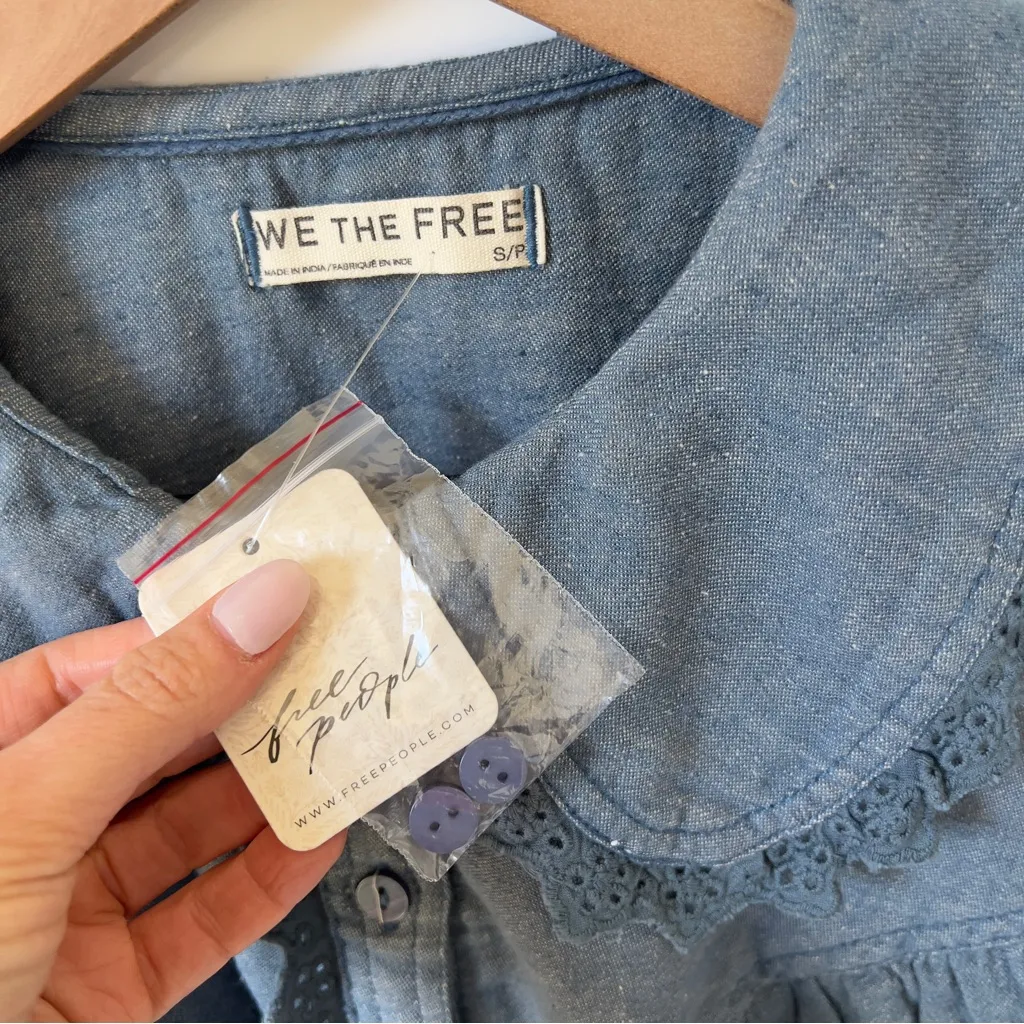 WE THE FREE
S/P
MADE IN INDIA / FABRIQUÉ EN INDE
free
people
WWW.FREEPEOPLE.COM